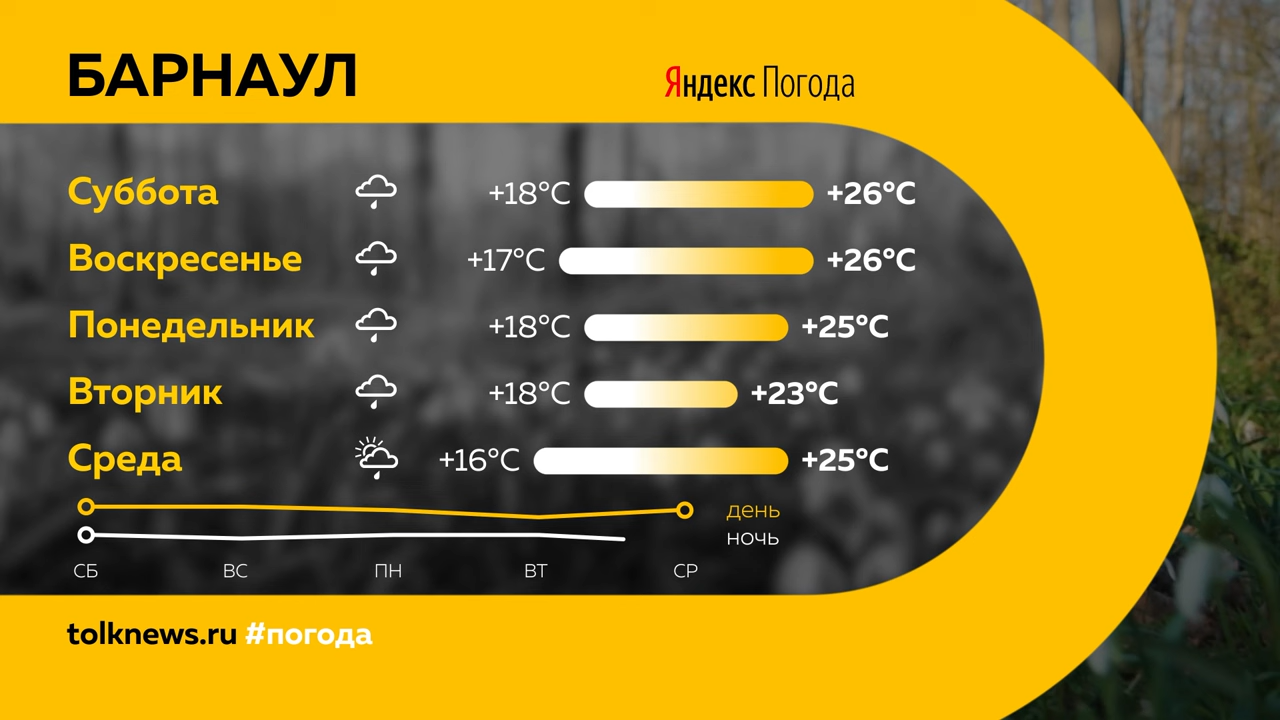 БАРНАУЛ
Яндекс Погода
Суббота +18°C +26°C
Воскресенье +17°C +26°C
Понедельник +18°C +25°C
Вторник +18°C +23°C
Среда +16°C +25°C
день
ночь
СБ ВС ПН ВТ СР
tolknews.ru #погода